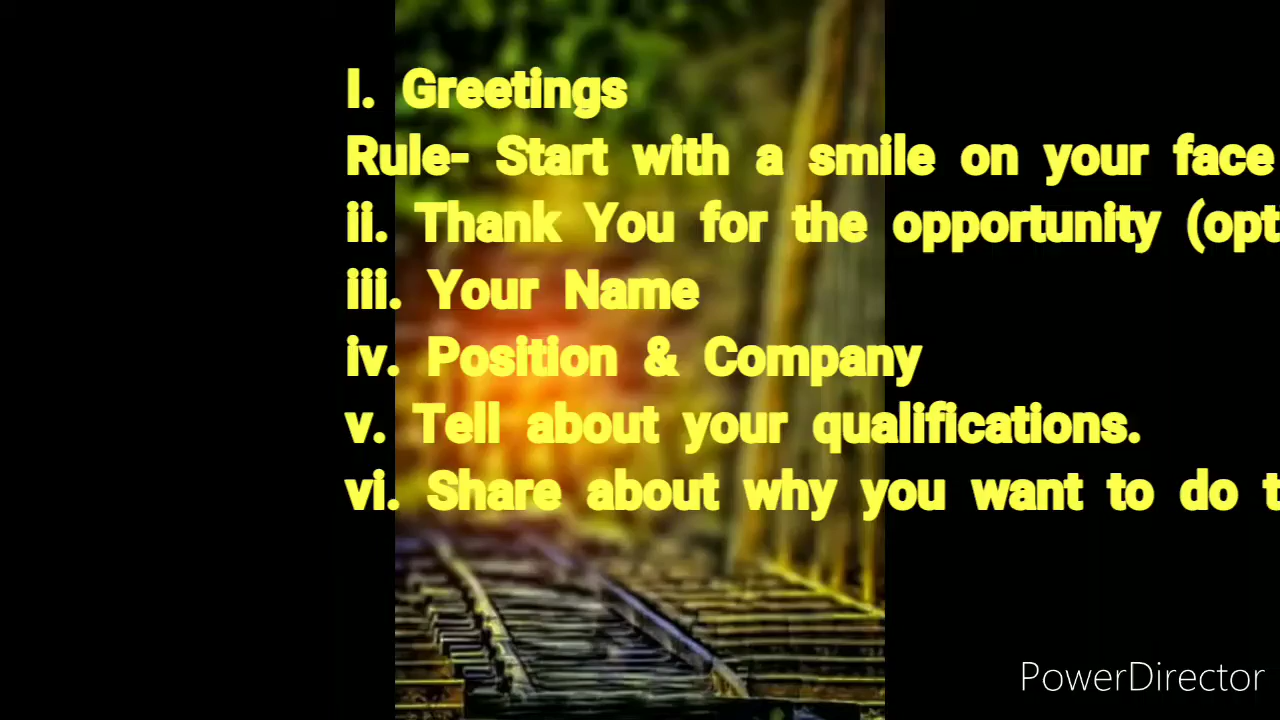 I. Greetings
Rule- Start with a smile on your face
ii. Thank You for the opportunity (opt
iii. Your Name
iv. Position & Company
v. Tell about your qualifications.
vi. Share about why you want to do t
PowerDirector